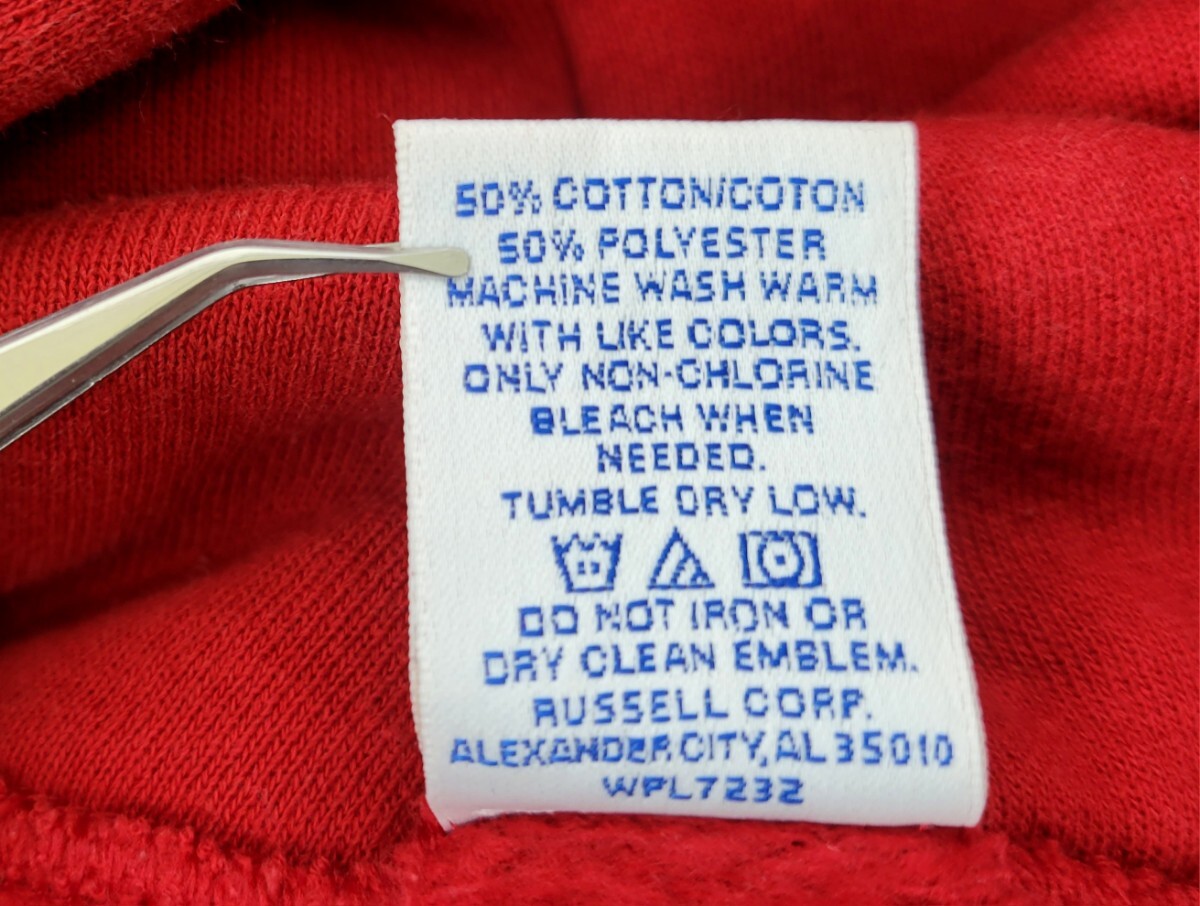 50% COTTON/COTON
50% POLYESTER
MACHINE WASH WARM
WITH LIKE COLORS.
ONLY NON-CHLORINE
BLEACH WHEN
NEEDED.
TUMBLE DRY LOW.
DO NOT IRON OR
DRY CLEAN EMBLEM.
RUSSELL CORP.
ALEXANDER CITY, AL 35010
WPL7232